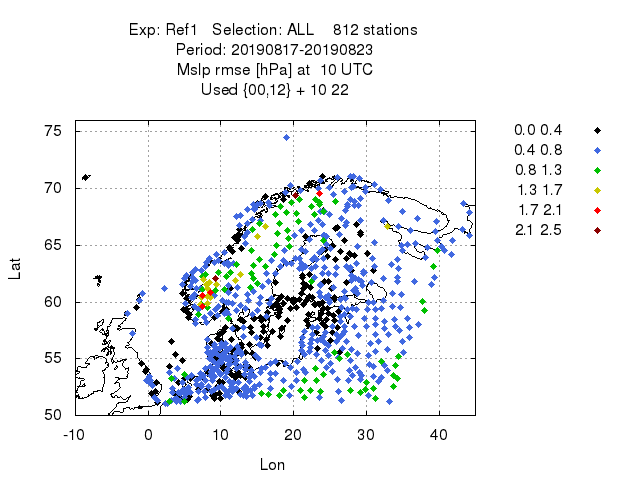 Exp: Ref1 Selection: ALL 812 stations
Period: 20190817-20190823
Mslp rmse [hPa] at 10 UTC
Used {00,12} + 10 22
0.0 0.4
0.4 0.8
0.8 1.3
1.3 1.7
1.7 2.1
2.1 2.5
75
70
65
60
55
50
Lat
-10 0 10 20 30 40
Lon